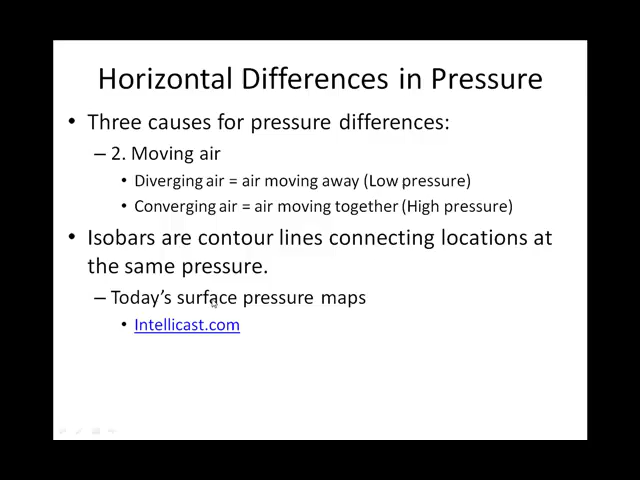 Horizontal Differences in Pressure
• Three causes for pressure differences:
– 2. Moving air
• Diverging air = air moving away (Low pressure)
• Converging air = air moving together (High pressure)
• Isobars are contour lines connecting locations at
the same pressure.
– Today's surface pressure maps
• Intellicast.com